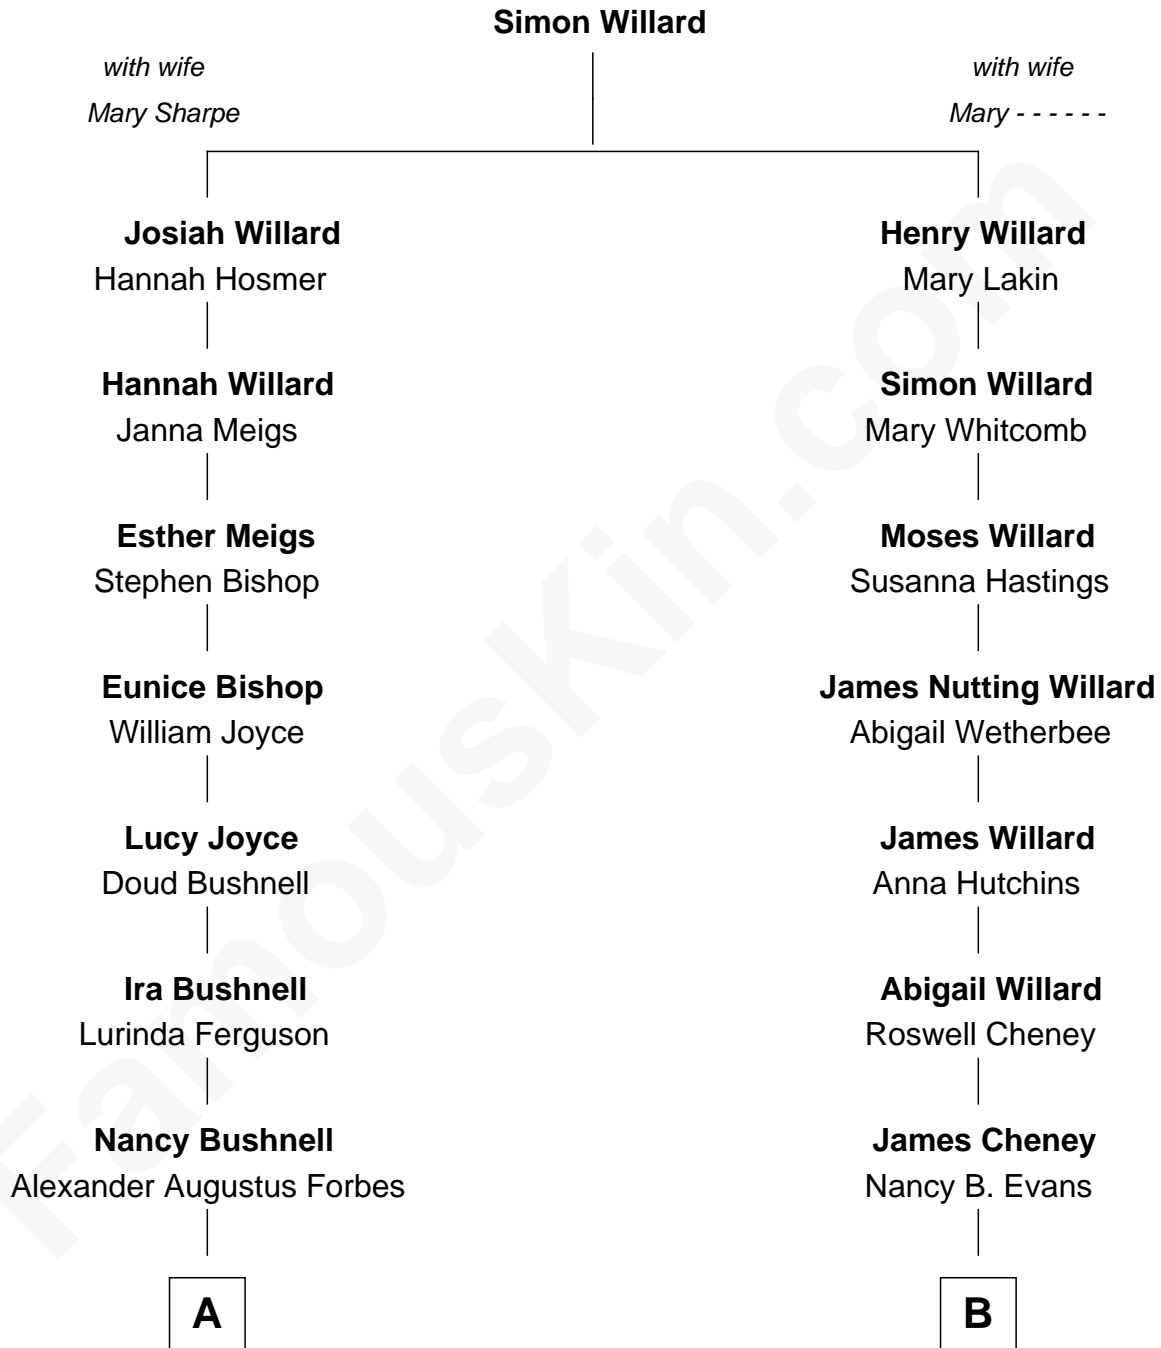 Simon Willard
with wife
Mary Sharpe
with wife
Mary - - - - - -
Josiah Willard
Hannah Hosmer
Henry Willard
Mary Lakin
Hannah Willard
Janna Meigs
Simon Willard
Mary Whitcomb
Esther Meigs
Stephen Bishop
Moses Willard
Susanna Hastings
Eunice Bishop
William Joyce
James Nutting Willard
Abigail Wetherbee
Lucy Joyce
Doud Bushnell
James Willard
Anna Hutchins
Ira Bushnell
Lurinda Ferguson
Abigail Willard
Roswell Cheney
Nancy Bushnell
Alexander Augustus Forbes
James Cheney
Nancy B. Evans
A
B
FamousKin.com